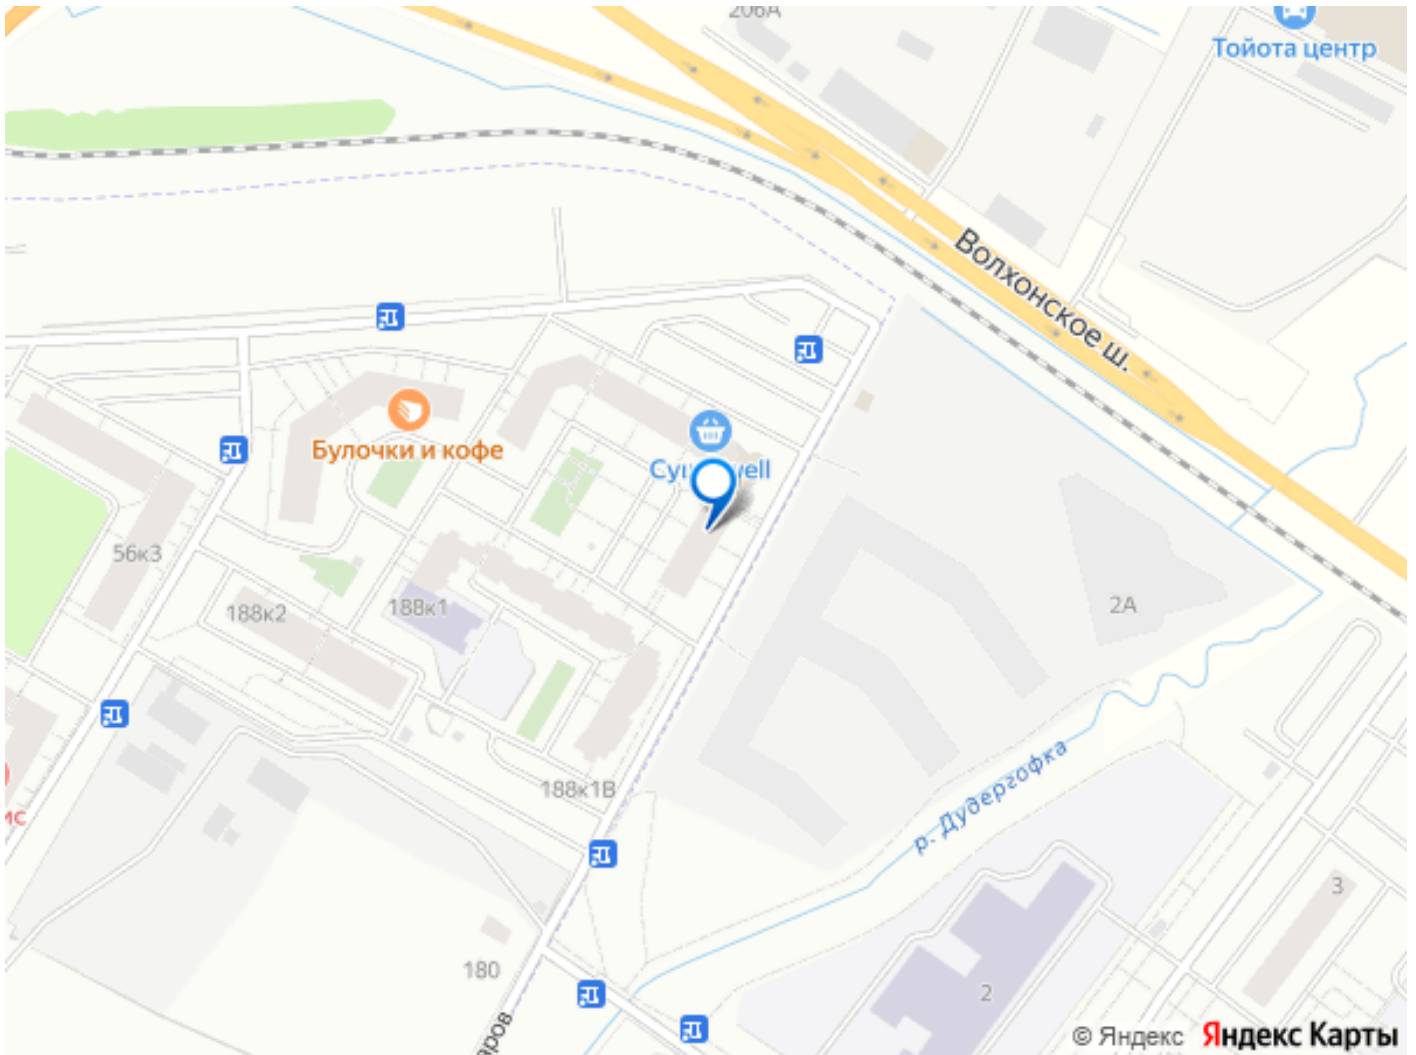 206А
Тойота центр
Волхонское ш.
Булочки и кофе
56к3
188к2
188к1
2А
188к1В
р. Дудергофка
3
180
2
© Яндекс Яндекс Карты